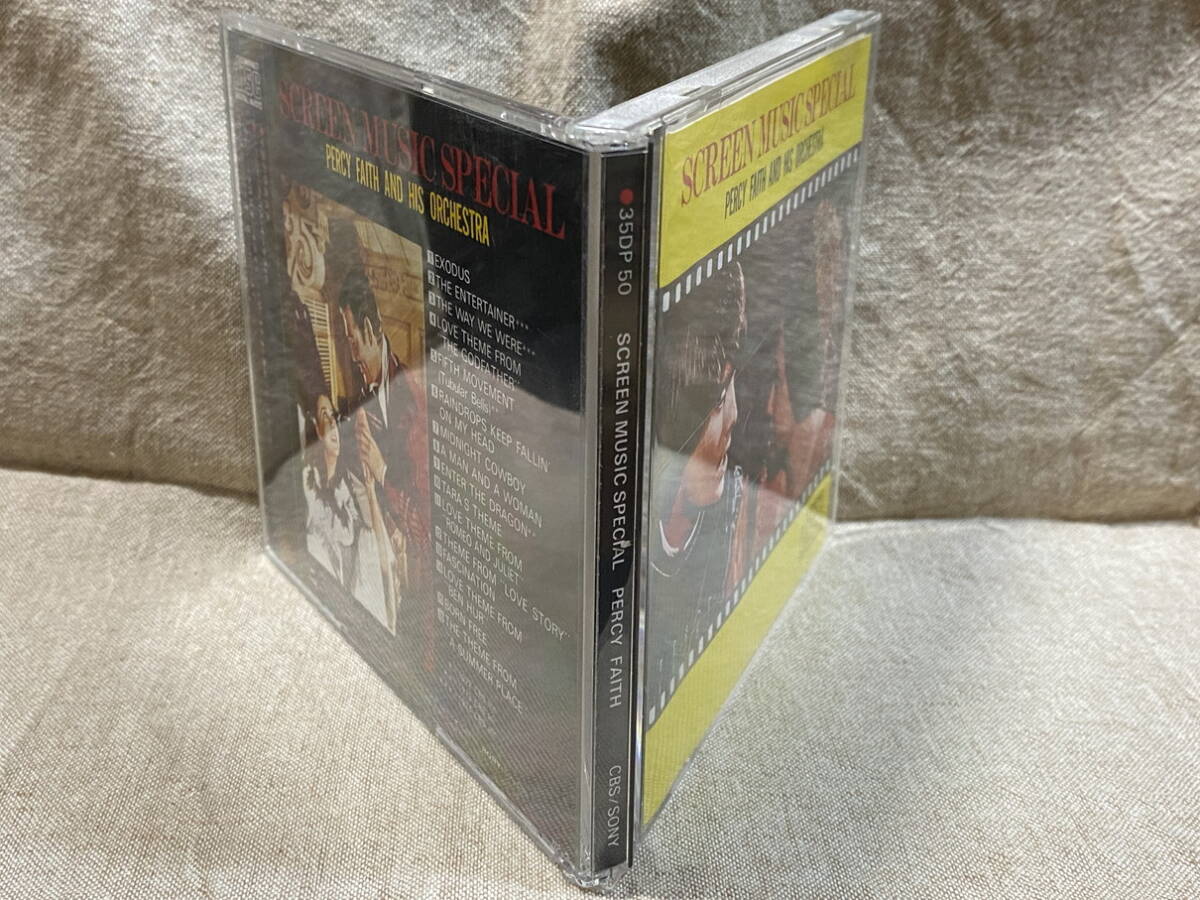 SCREEN MUSIC SPECIAL
PERCY FAITH AND HIS ORCHESTRA
1 EXODUS
2 THE ENTERTAINER***
3 THE WAY WE WERE***
4 LOVE THEME FROM
"THE GODFATHER"**
5 FIFTH MOVEMENT
(Tubular Bells)**
6 RAINDROPS KEEP FALLIN'
ON MY HEAD
7 MIDNIGHT COWBOY
8 A MAN AND A WOMAN
9 ENTER THE DRAGON**
10 TARA'S THEME
11 LOVE THEME FROM
"ROMEO AND JULIET"
12 THEME FROM "LOVE STORY"**
13 FASCINATION
14 LOVE THEME FROM
"BEN HUR"
15 BORN FREE
16 THE THEME FROM
"A SUMMER PLACE"
35DP 50 SCREEN MUSIC SPECIAL PERCY FAITH CBS/SONY
SCREEN MUSIC SPECIAL
PERCY FAITH AND HIS ORCHESTRA